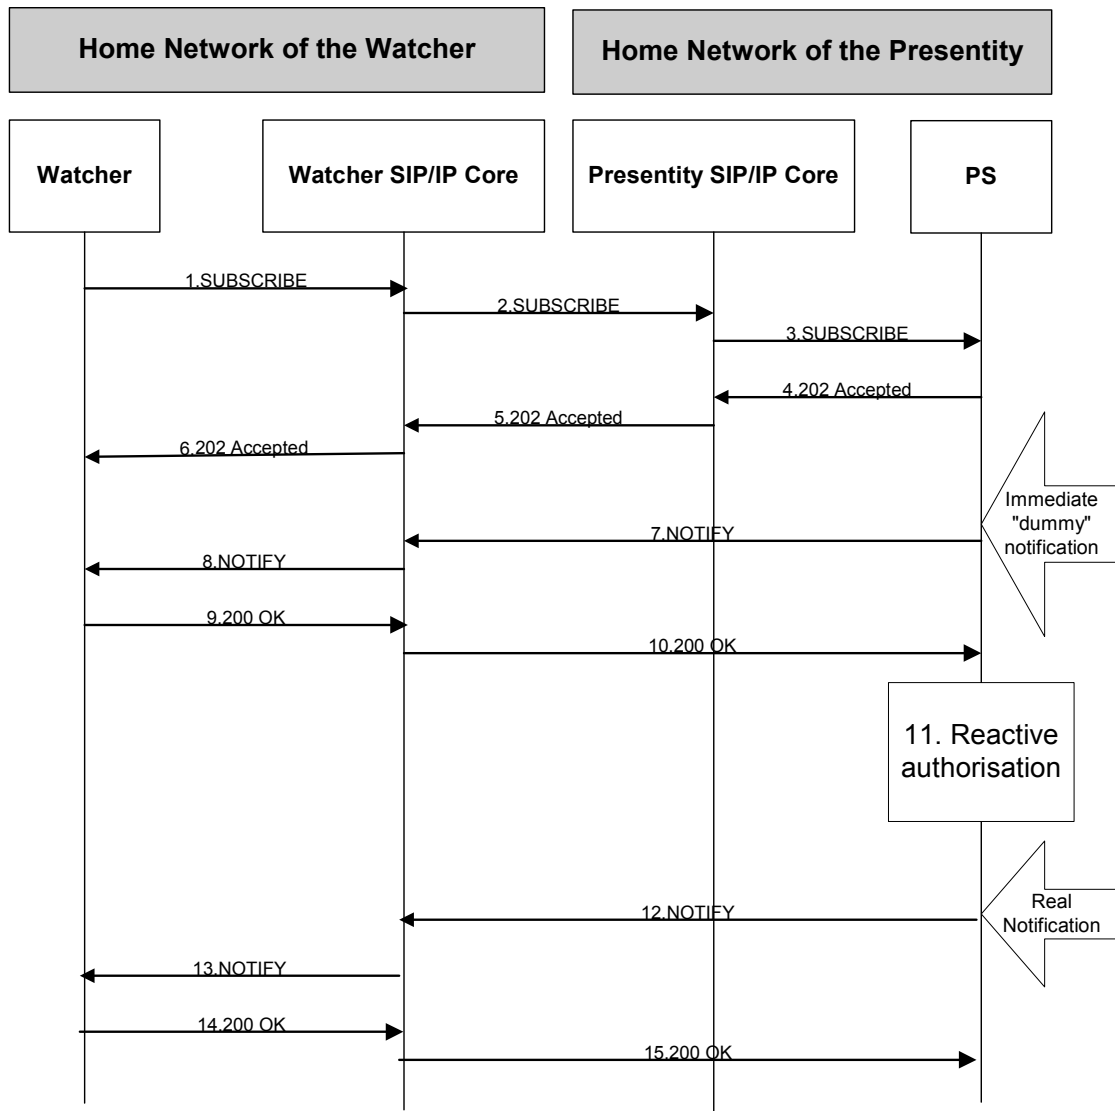 Home Network of the Watcher
Home Network of the Presentity
Watcher
Watcher SIP/IP Core
Presentity SIP/IP Core
PS
1.SUBSCRIBE
2.SUBSCRIBE
3.SUBSCRIBE
4.202 Accepted
5.202 Accepted
6.202 Accepted
Immediate
"dummy"
notification
7.NOTIFY
8.NOTIFY
9.200 OK
10.200 OK
11. Reactive
authorisation
Real
Notification
12.NOTIFY
13.NOTIFY
14.200 OK
15.200 OK